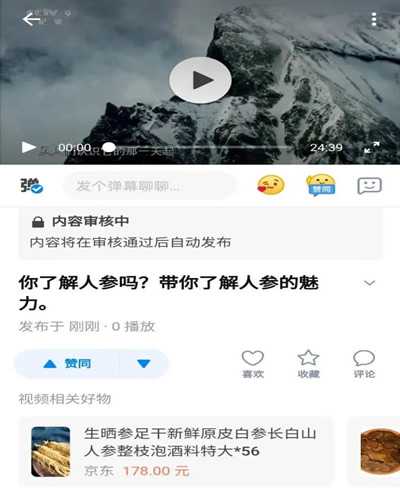 00:00
24:39
弹
发个弹幕聊聊...
赞同
内容审核中
内容将在审核通过后自动发布
你了解人参吗？带你了解人参的魅
力。
发布于 刚刚 · 0 播放
赞同
喜欢
收藏
评论
视频相关好物
生晒参足干新鲜原皮白参长白山
人参整枝泡酒料特大*56
京东 178.00 元